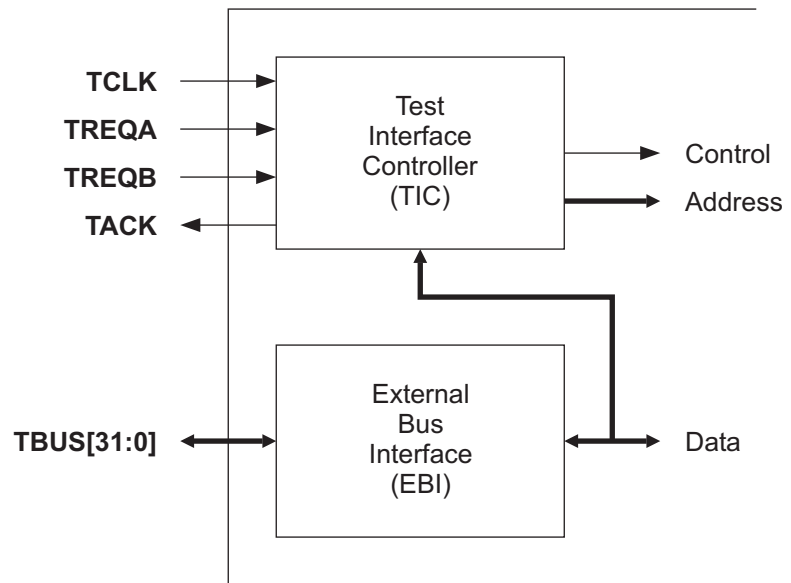 TCLK
TREQA
TREQB
TACK
Test
Interface
Controller
(TIC)
Control
Address
TBUS[31:0]
External
Bus
Interface
(EBI)
Data